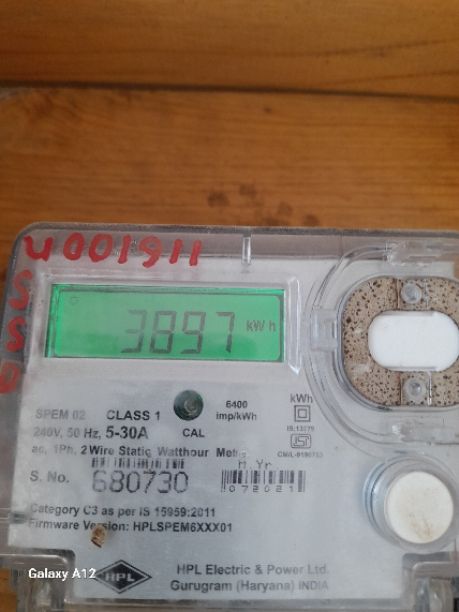 U001911
3897 kWh
SPEM 02 CLASS 1 6400 imp/kWh
240V, 50 Hz, 5-30A CAL
kWh
IS:13779
CM/L-8190753
ac, 1Ph, 2 Wire Static Watthour Meter
S. No. 680730
M. Yr
072021
Category C3 as per IS 15959:2011
Firmware Version: HPLSPEM6XXX01
HPL
HPL Electric & Power Ltd.
Gurugram (Haryana) INDIA
Galaxy A12